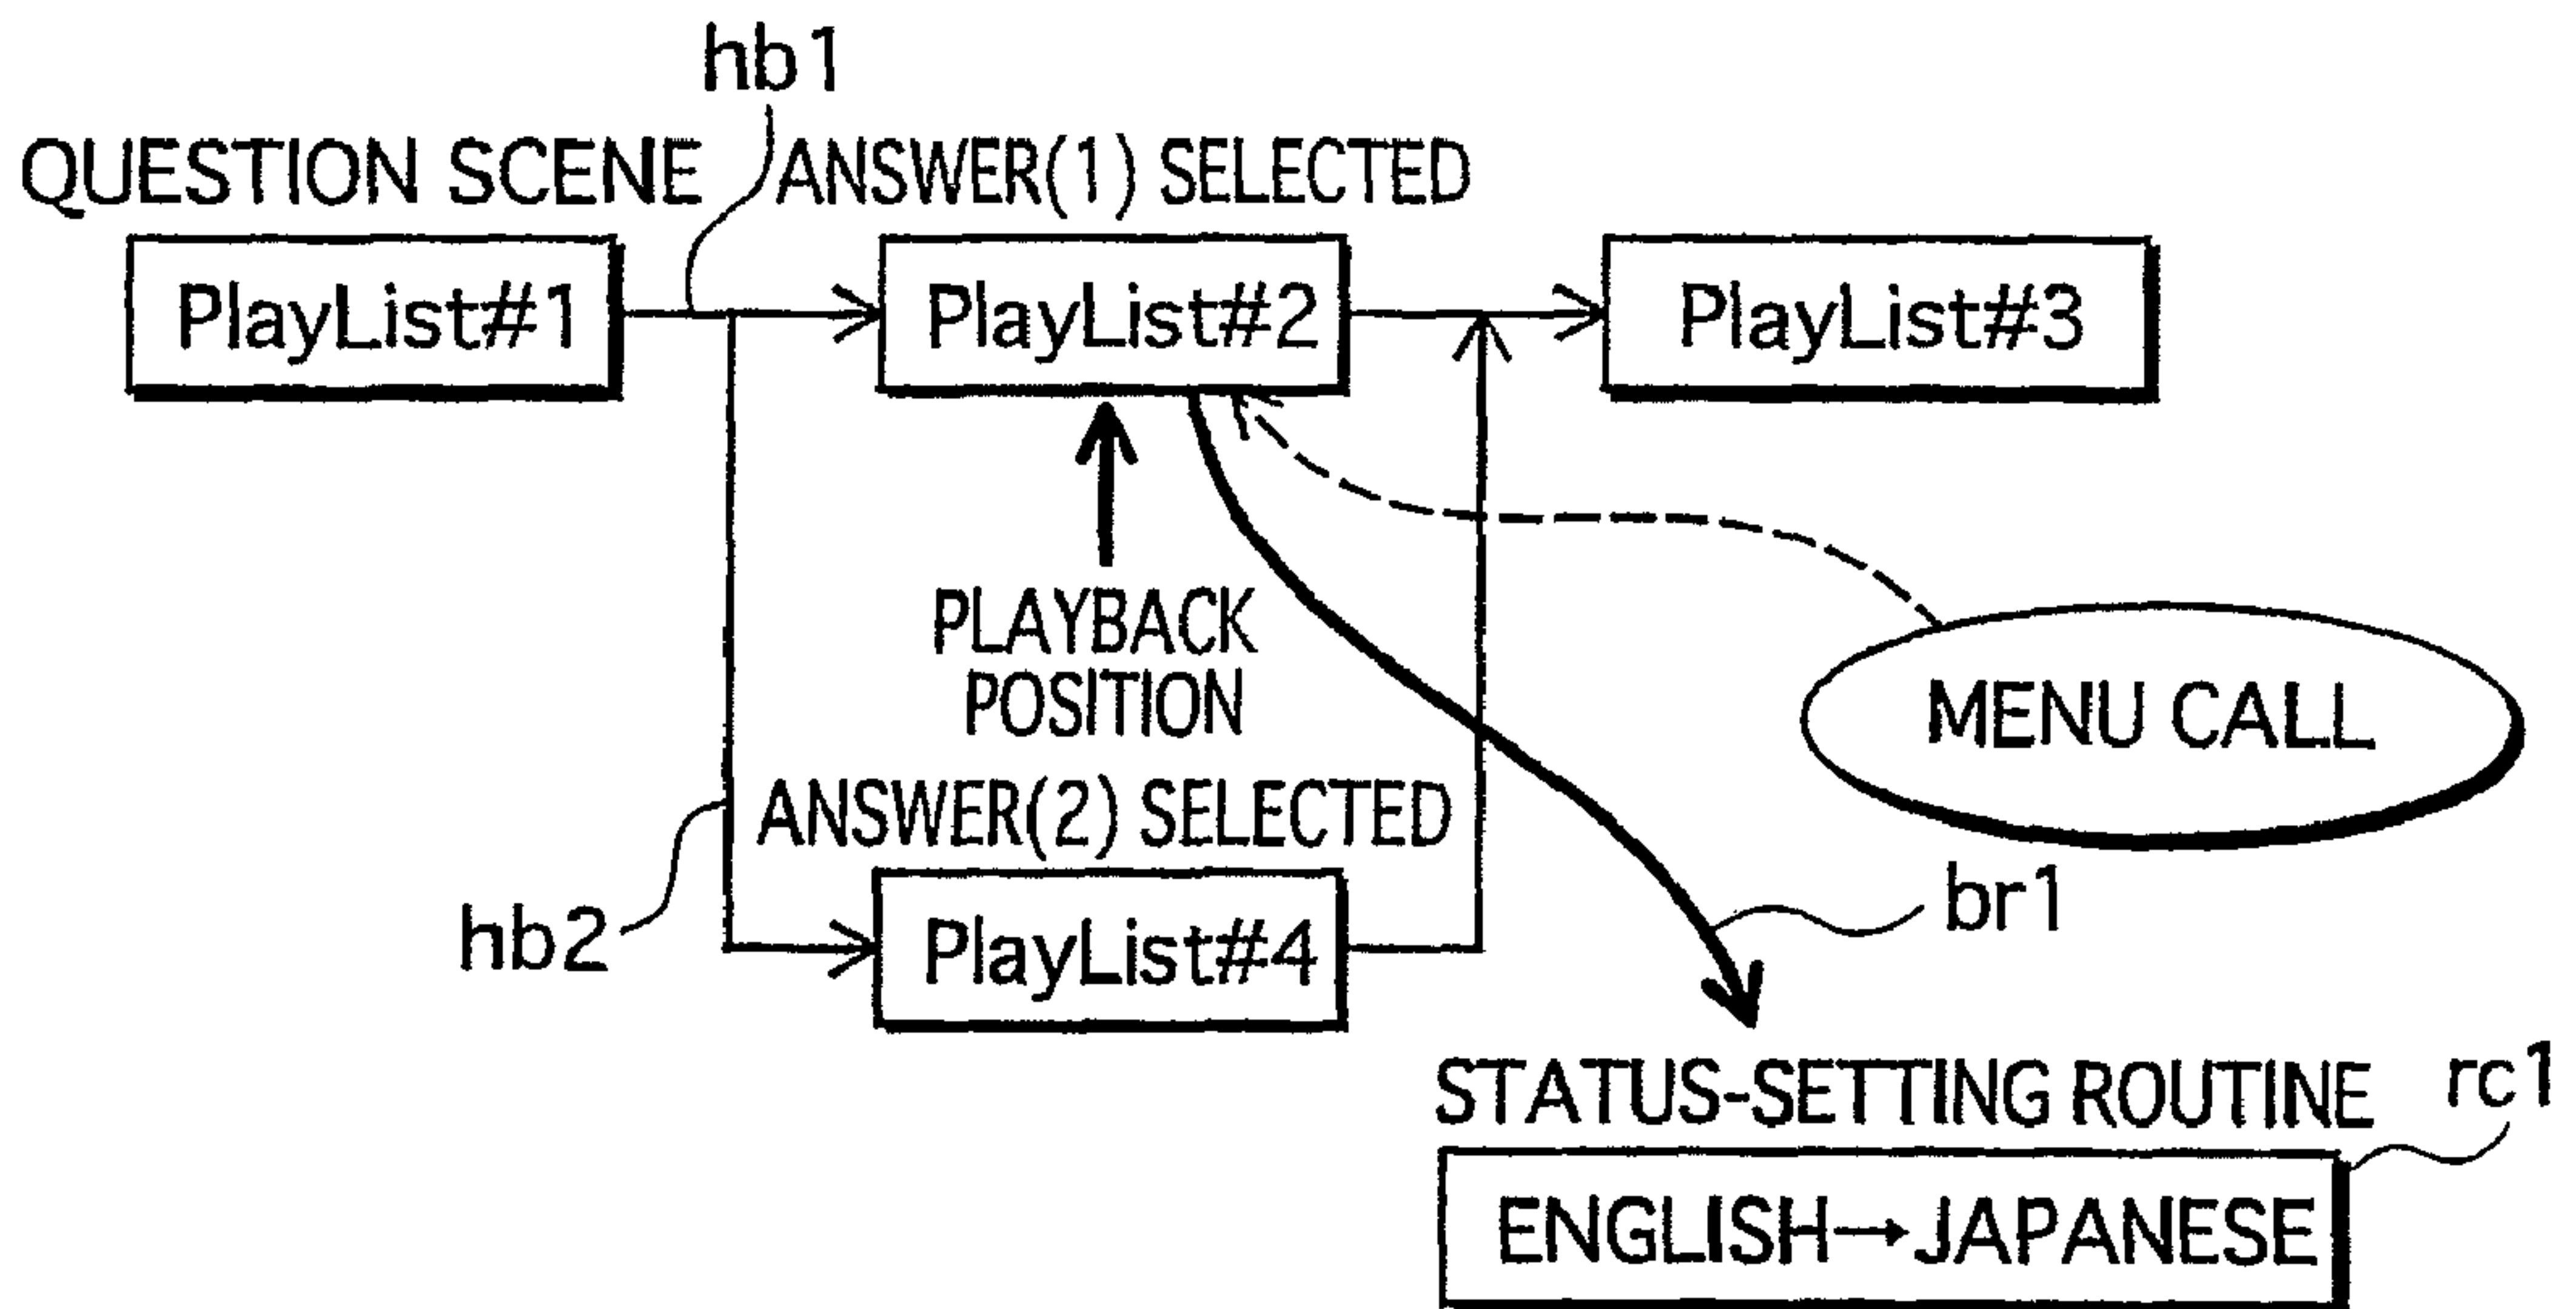 hb1
QUESTION SCENE
ANSWER(1) SELECTED
PlayList#1
PlayList#2
PlayList#3
PLAYBACK
POSITION
MENU CALL
ANSWER(2) SELECTED
hb2
PlayList#4
br1
STATUS-SETTING ROUTINE
rc1
ENGLISH→JAPANESE